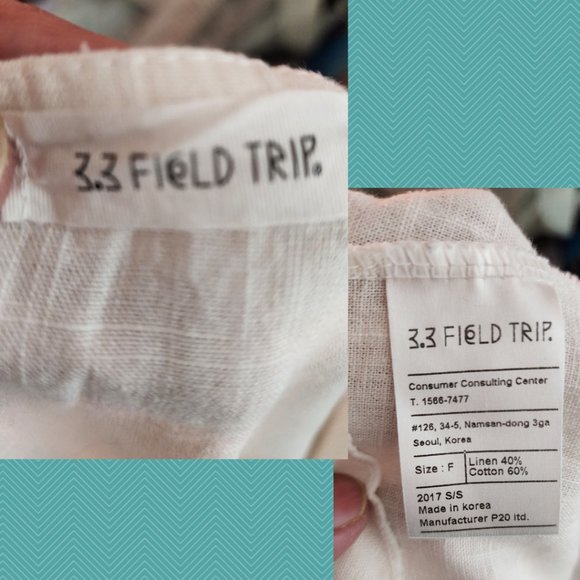 3.3 FIELD TRIP.
3.3 FIELD TRIP.
Consumer Consulting Center
T. 1566-7477
#126, 34-5, Namsan-dong 3ga
Seoul, Korea
Size : F
Linen 40%
Cotton 60%
2017 S/S
Made in korea
Manufacturer P20 itd.